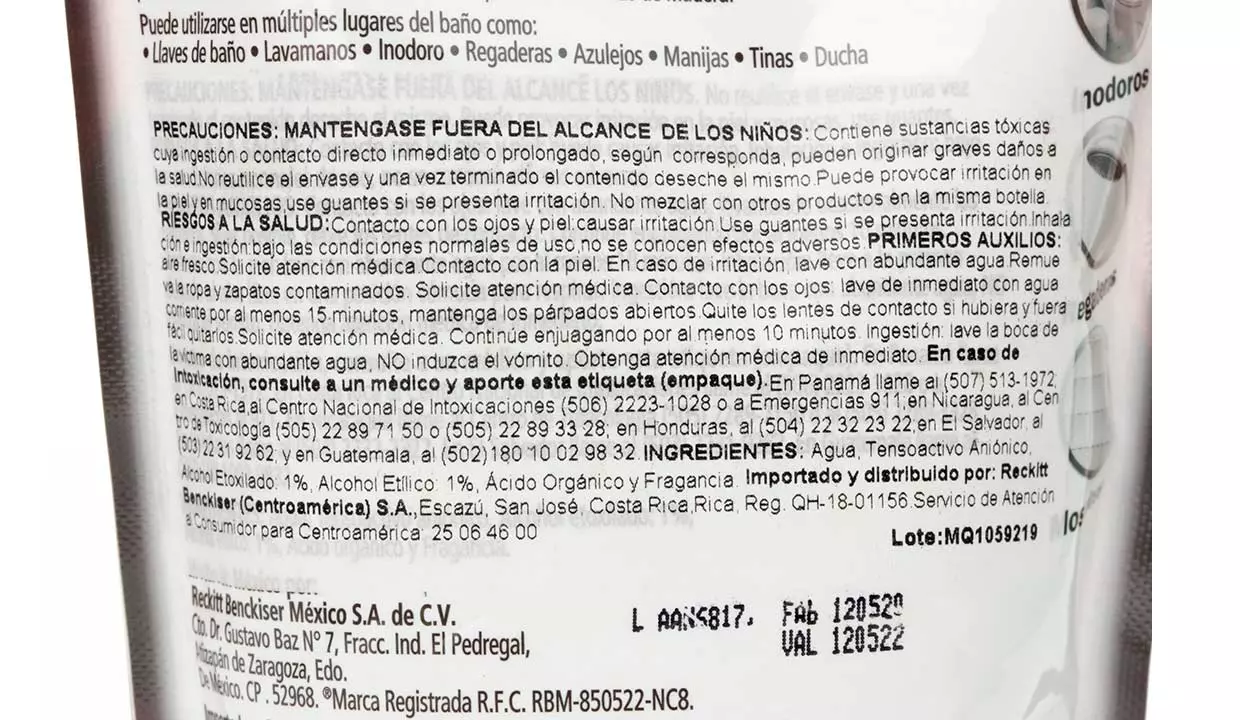 Puede utilizarse en múltiples lugares del baño como:
• Llaves de baño • Lavamanos • Inodoro • Regaderas • Azulejos • Manijas • Tinas • Ducha
PRECAUCIONES: MANTENGASE FUERA DEL ALCANCE LOS NIÑOS. No reutilice el envase y una vez
inodoros
PRECAUCIONES: MANTENGASE FUERA DEL ALCANCE DE LOS NIÑOS: Contiene sustancias tóxicas
cuya ingestión o contacto directo inmediato o prolongado, según corresponda, pueden originar graves daños a
la salud.No reutilice el envase y una vez terminado el contenido deseche el mismo.Puede provocar irritación en
la piel y en mucosas,use guantes si se presenta irritación. No mezclar con otros productos en la misma botella.
RIESGOS A LA SALUD:Contacto con los ojos y piel:causar irritación.Use guantes si se presenta irritación.Inhala
ción e ingestión:bajo las condiciones normales de uso,no se conocen efectos adversos.PRIMEROS AUXILIOS:
aire fresco.Solicite atención médica.Contacto con la piel: En caso de irritación, lave con abundante agua.Remue
va la ropa y zapatos contaminados. Solicite atención médica. Contacto con los ojos: lave de inmediato con agua
corriente por al menos 15 minutos, mantenga los párpados abiertos.Quite los lentes de contacto si hubiera y fuera
fácil quitarlos.Solicite atención médica. Continúe enjuagando por al menos 10 minutos. Ingestión: lave la boca de
la víctima con abundante agua, NO induzca el vómito. Obtenga atención médica de inmediato. En caso de
Intoxicación, consulte a un médico y aporte esta etiqueta (empaque).En Panamá llame al (507) 513-1972,
en Costa Rica,al Centro Nacional de Intoxicaciones (506) 2223-1028 o a Emergencias 911;en Nicaragua, al Cen
tro de Toxicología (505) 22 89 71 50 o (505) 22 89 33 28; en Honduras, al (504) 22 32 23 22;en El Salvador, al
(503) 22 31 92 62; y en Guatemala, al (502) 180 10 02 98 32. INGREDIENTES: Agua, Tensoactivo Aniónico,
Alcohol Etoxilado: 1%, Alcohol Etílico: 1%, Ácido Orgánico y Fragancia. Importado y distribuido por: Reckitt
Benckiser (Centroamérica) S.A.,Escazú, San José, Costa Rica,Rica, Reg. QH-18-01156.Servicio de Atención
a Consumidor para Centroamérica: 25 06 46 00
Lote:MQ1059219
Reckitt Benckiser México S.A. de C.V.
Cto. Dr. Gustavo Baz N° 7, Fracc. Ind. El Pedregal,
Atizapán de Zaragoza, Edo.
De México. CP . 52968. ®Marca Registrada R.F.C. RBM-850522-NC8.
FAb 120520
VAL 120522